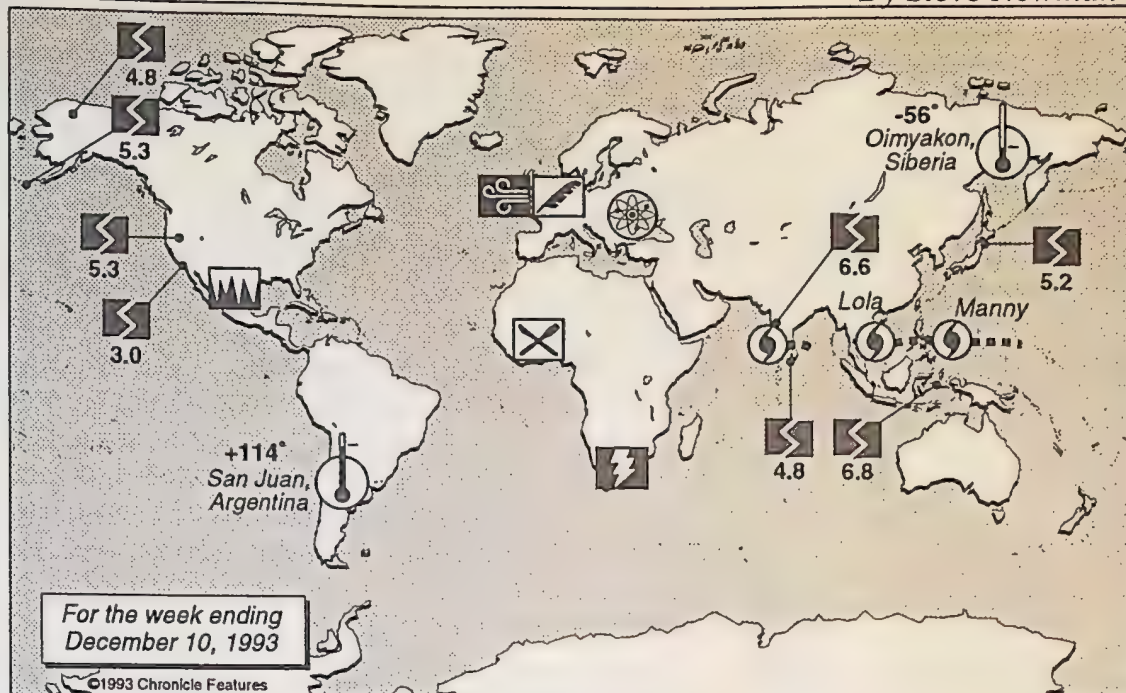 4.8
5.3
-56°
Oimyakon,
Siberia
5.3
6.6
5.2
Lola
Manny
3.0
4.8
6.8
+114°
San Juan,
Argentina
For the week ending
December 10, 1993
©1993 Chronicle Features